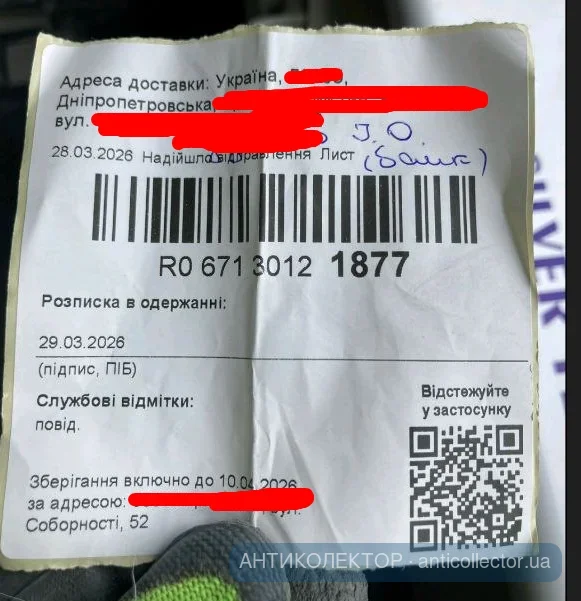 Адреса доставки: Україна,
Дніпропетровська,
вул.
І.О.
28.03.2026 Надійшло відправлення Лист (банк)
R0 671 3012 1877
Розписка в одержанні:
29.03.2026
(підпис, ПІБ)
Службові відмітки:
повід.
Відстежуйте
у застосунку
Зберігання включно до 10.04.2026
за адресою: вул.
Соборності, 52
АНТИКОЛЕКТОР, anticollector.ua